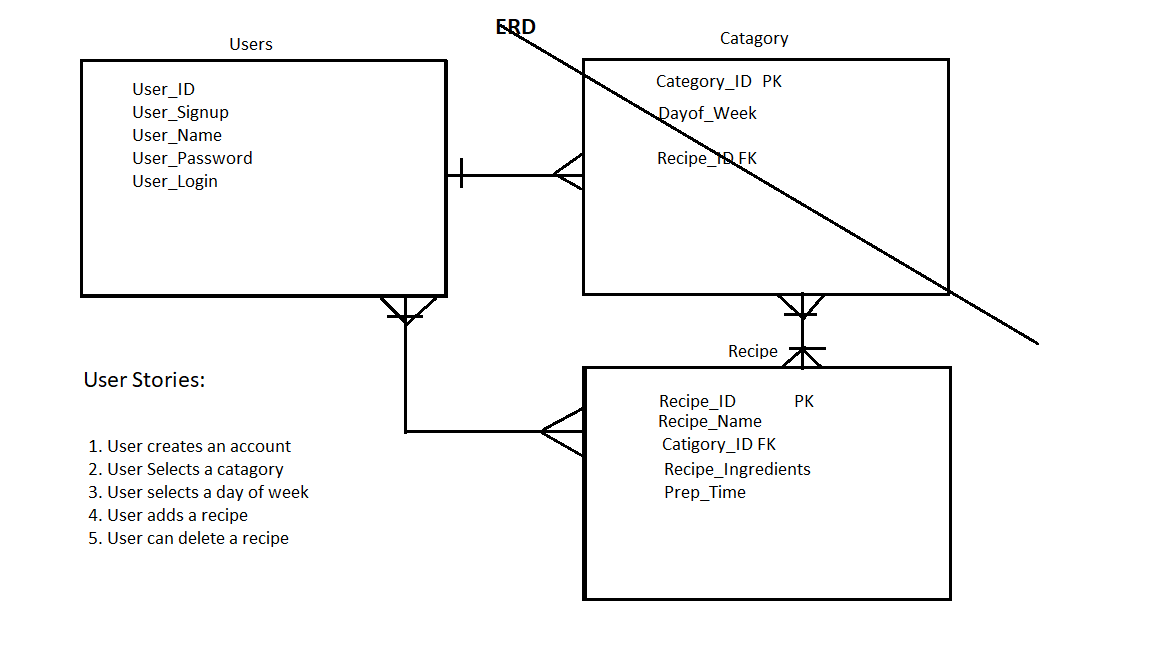 ERD
Users
User_ID
User_Signup
User_Name
User_Password
User_Login
Catagory
Category_ID PK
Dayof_Week
Recipe_ID FK
Recipe
Recipe_ID PK
Recipe_Name
Catigory_ID FK
Recipe_Ingredients
Prep_Time
User Stories:
1. User creates an account
2. User Selects a catagory
3. User selects a day of week
4. User adds a recipe
5. User can delete a recipe